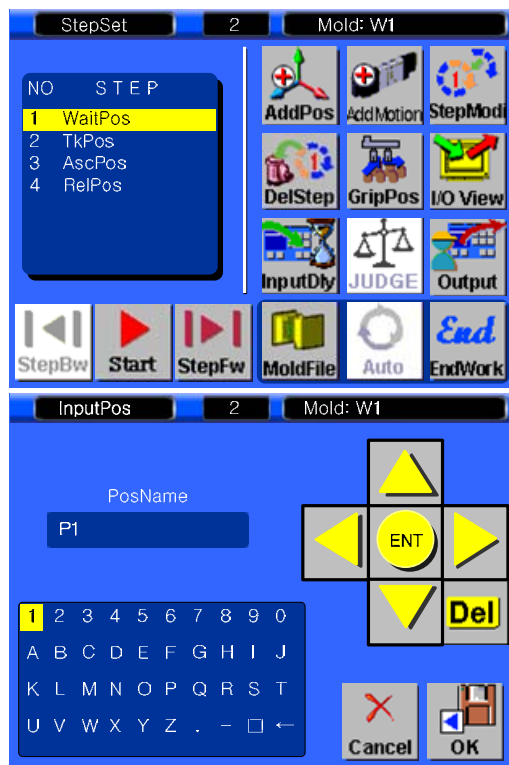 StepSet 2 Mold: W1
NO STEP
1 WaitPos
2 TkPos
3 AscPos
4 RelPos
AddPos AddMotion StepModi
DelStep GripPos I/O View
InputDly JUDGE Output
StepBw Start StepFw MoldFile Auto End EndWork
InputPos 2 Mold: W1
PosName
P1
ENT
Del
1 2 3 4 5 6 7 8 9 0
A B C D E F G H I J
K L M N O P Q R S T
U V W X Y Z . - □ ←
Cancel OK